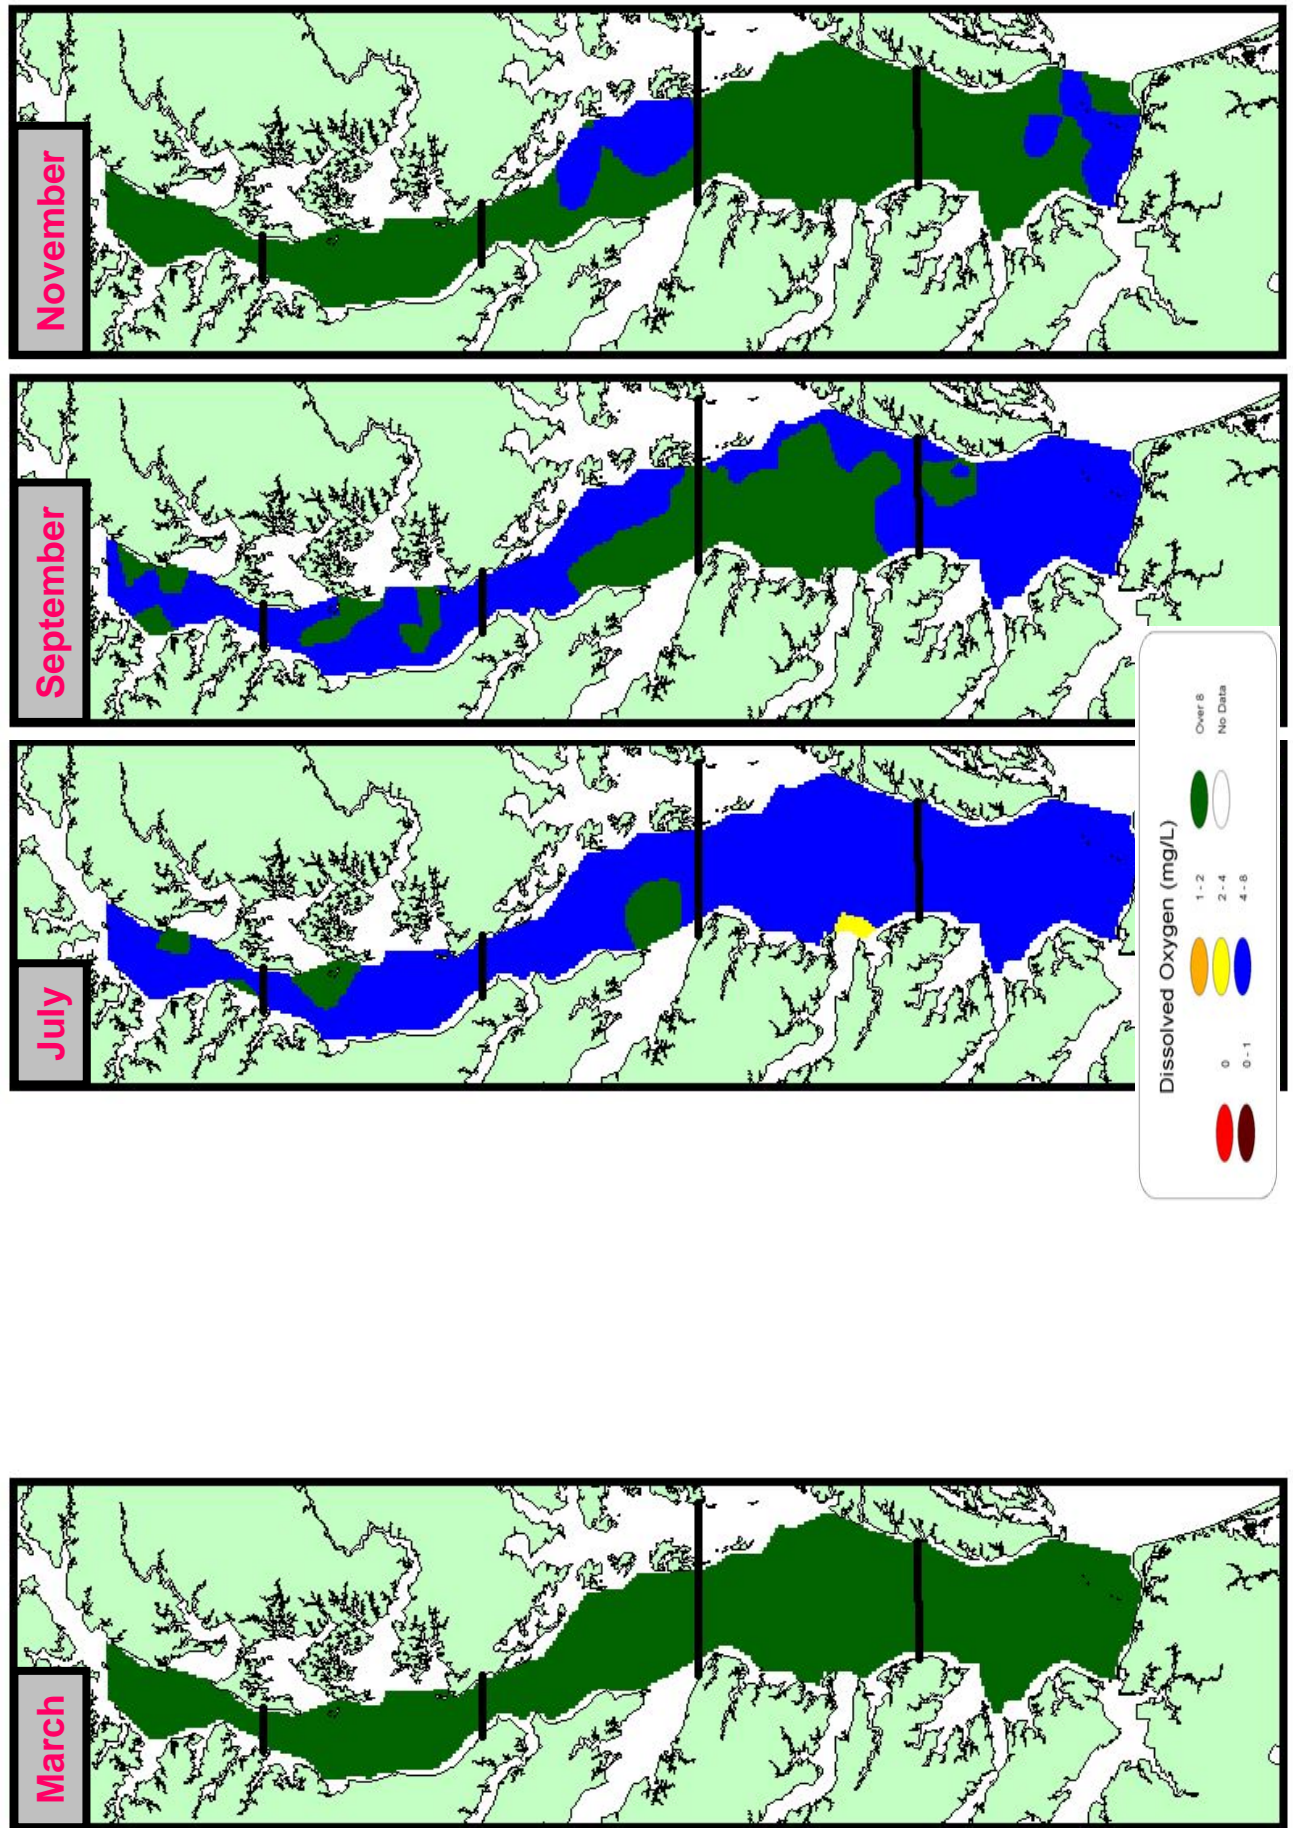 March
July
September
November
Dissolved Oxygen (mg/L)
0
0 - 1
1 - 2
2 - 4
4 - 8
Over 8
No Data